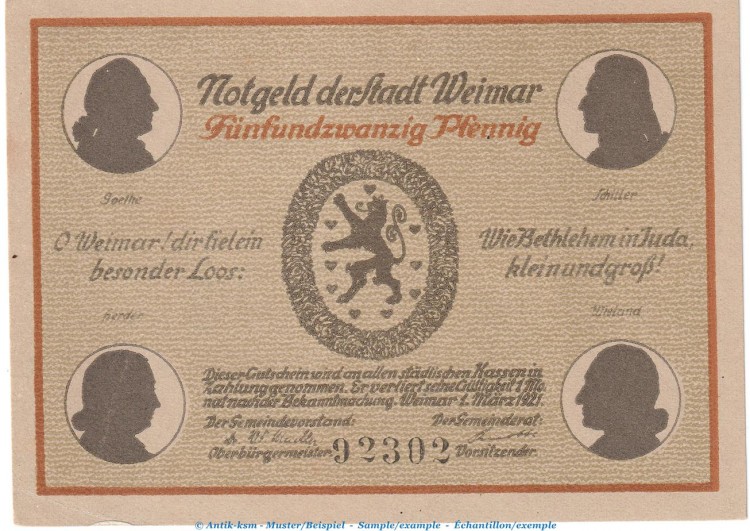 Notgeld der Stadt Weimar
Fünfundzwanzig Pfennig
Goethe
Schiller
O Weimar! dir fiel ein
besonder Loos:
Wie Bethlehem in Juda,
klein und groß!
Herder
Wieland
Dieser Gutschein wird an allen städtischen Kassen in
Zahlung genommen. Er verliert seine Gültigkeit 1 Mo
nat nach der Bekanntmachung. Weimar 1. März 1921.
Der Gemeindevorstand:
Der Gemeinderat:
Oberbürgermeister
92302
Vorsitzender.
© Antik-ksm - Muster/Beispiel - Sample/example - Échantillon/exemple